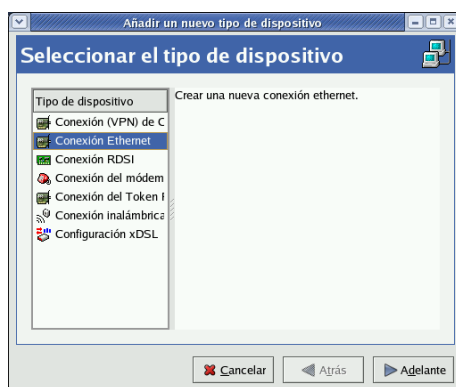 Añadir un nuevo tipo de dispositivo
Seleccionar el tipo de dispositivo
Tipo de dispositivo
Conexión (VPN) de C
Conexión Ethernet
Conexión RDSI
Conexión del módem
Conexión del Token
Conexión inalámbrica
Configuración xDSL
Crear una nueva conexión ethernet.
Cancelar
Atrás
Adelante